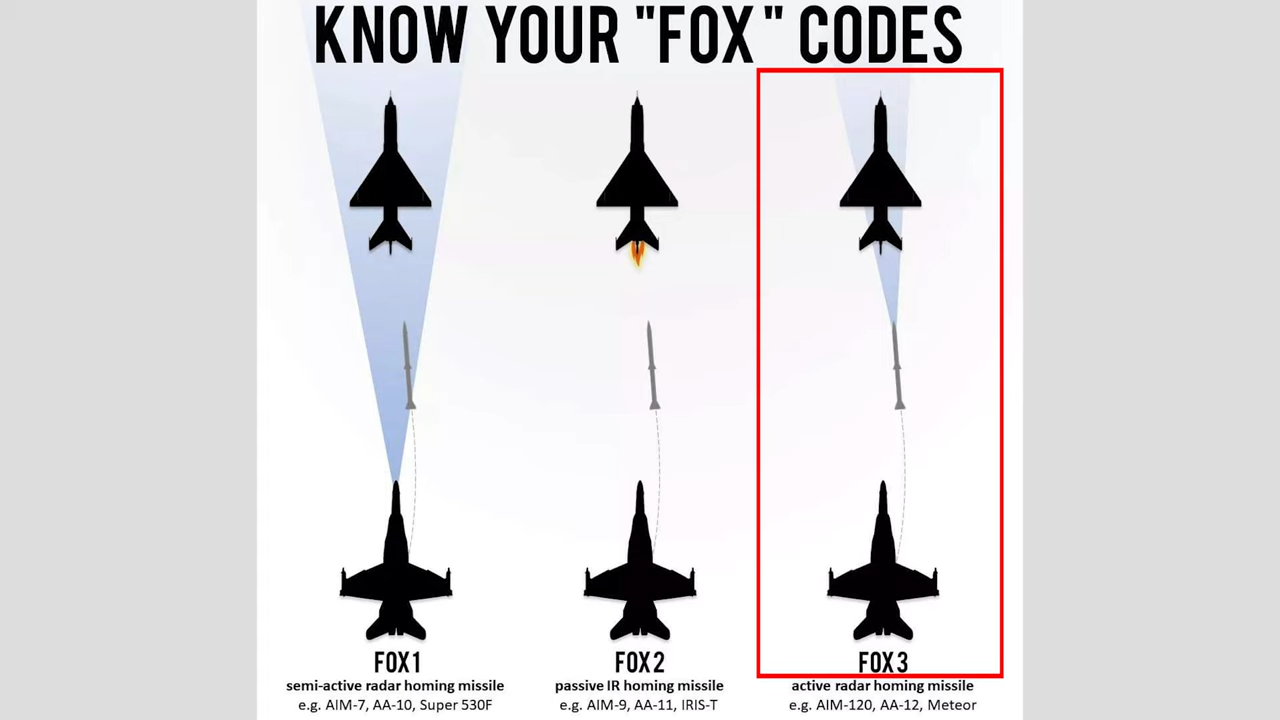 KNOW YOUR "FOX" CODES
FOX 1
semi-active radar homing missile
e.g. AIM-7, AA-10, Super 530F
FOX 2
passive IR homing missile
e.g. AIM-9, AA-11, IRIS-T
FOX 3
active radar homing missile
e.g. AIM-120, AA-12, Meteor